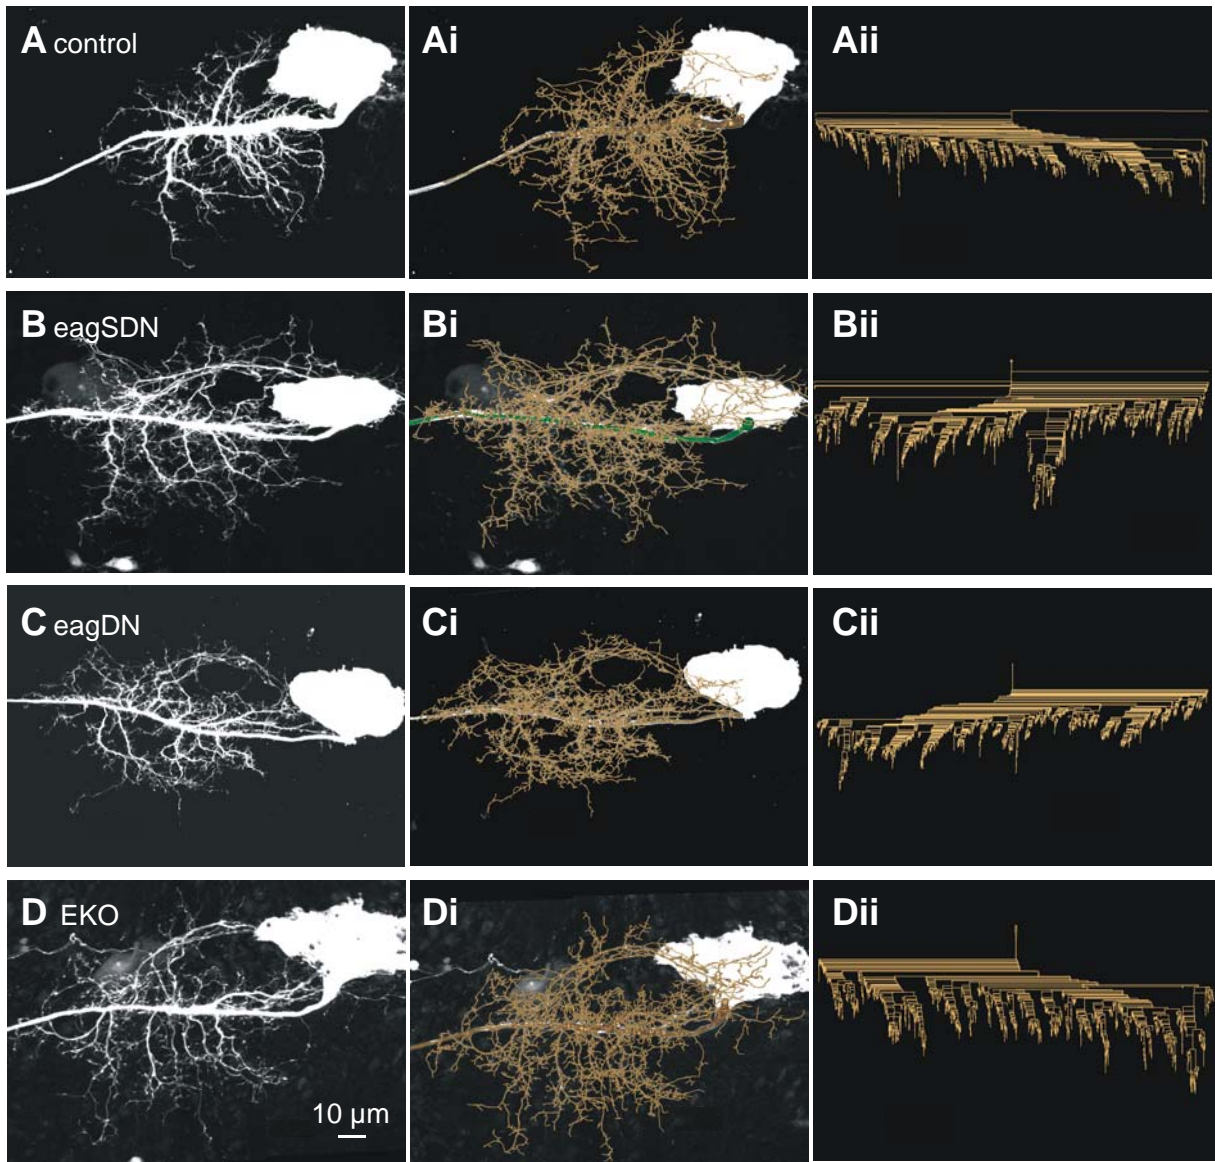 A control
Ai
Aii
B eagSDN
Bi
Bii
C eagDN
Ci
Cii
D EKO
Di
Dii
10 µm